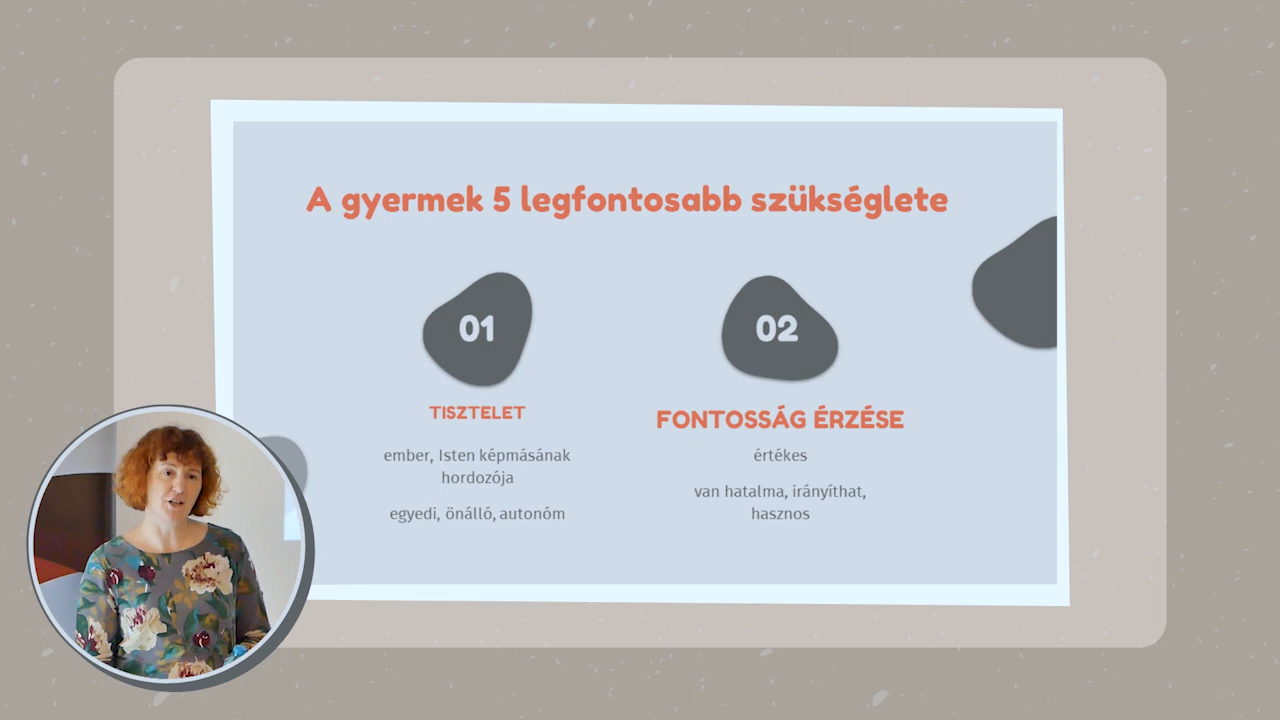 A gyermek 5 legfontosabb szükséglete
01
TISZTELET
ember, Isten képmásának
hordozója
egyedi, önálló, autonóm
02
FONTOSSÁG ÉRZÉSE
értékes
van hatalma, irányíthat,
hasznos